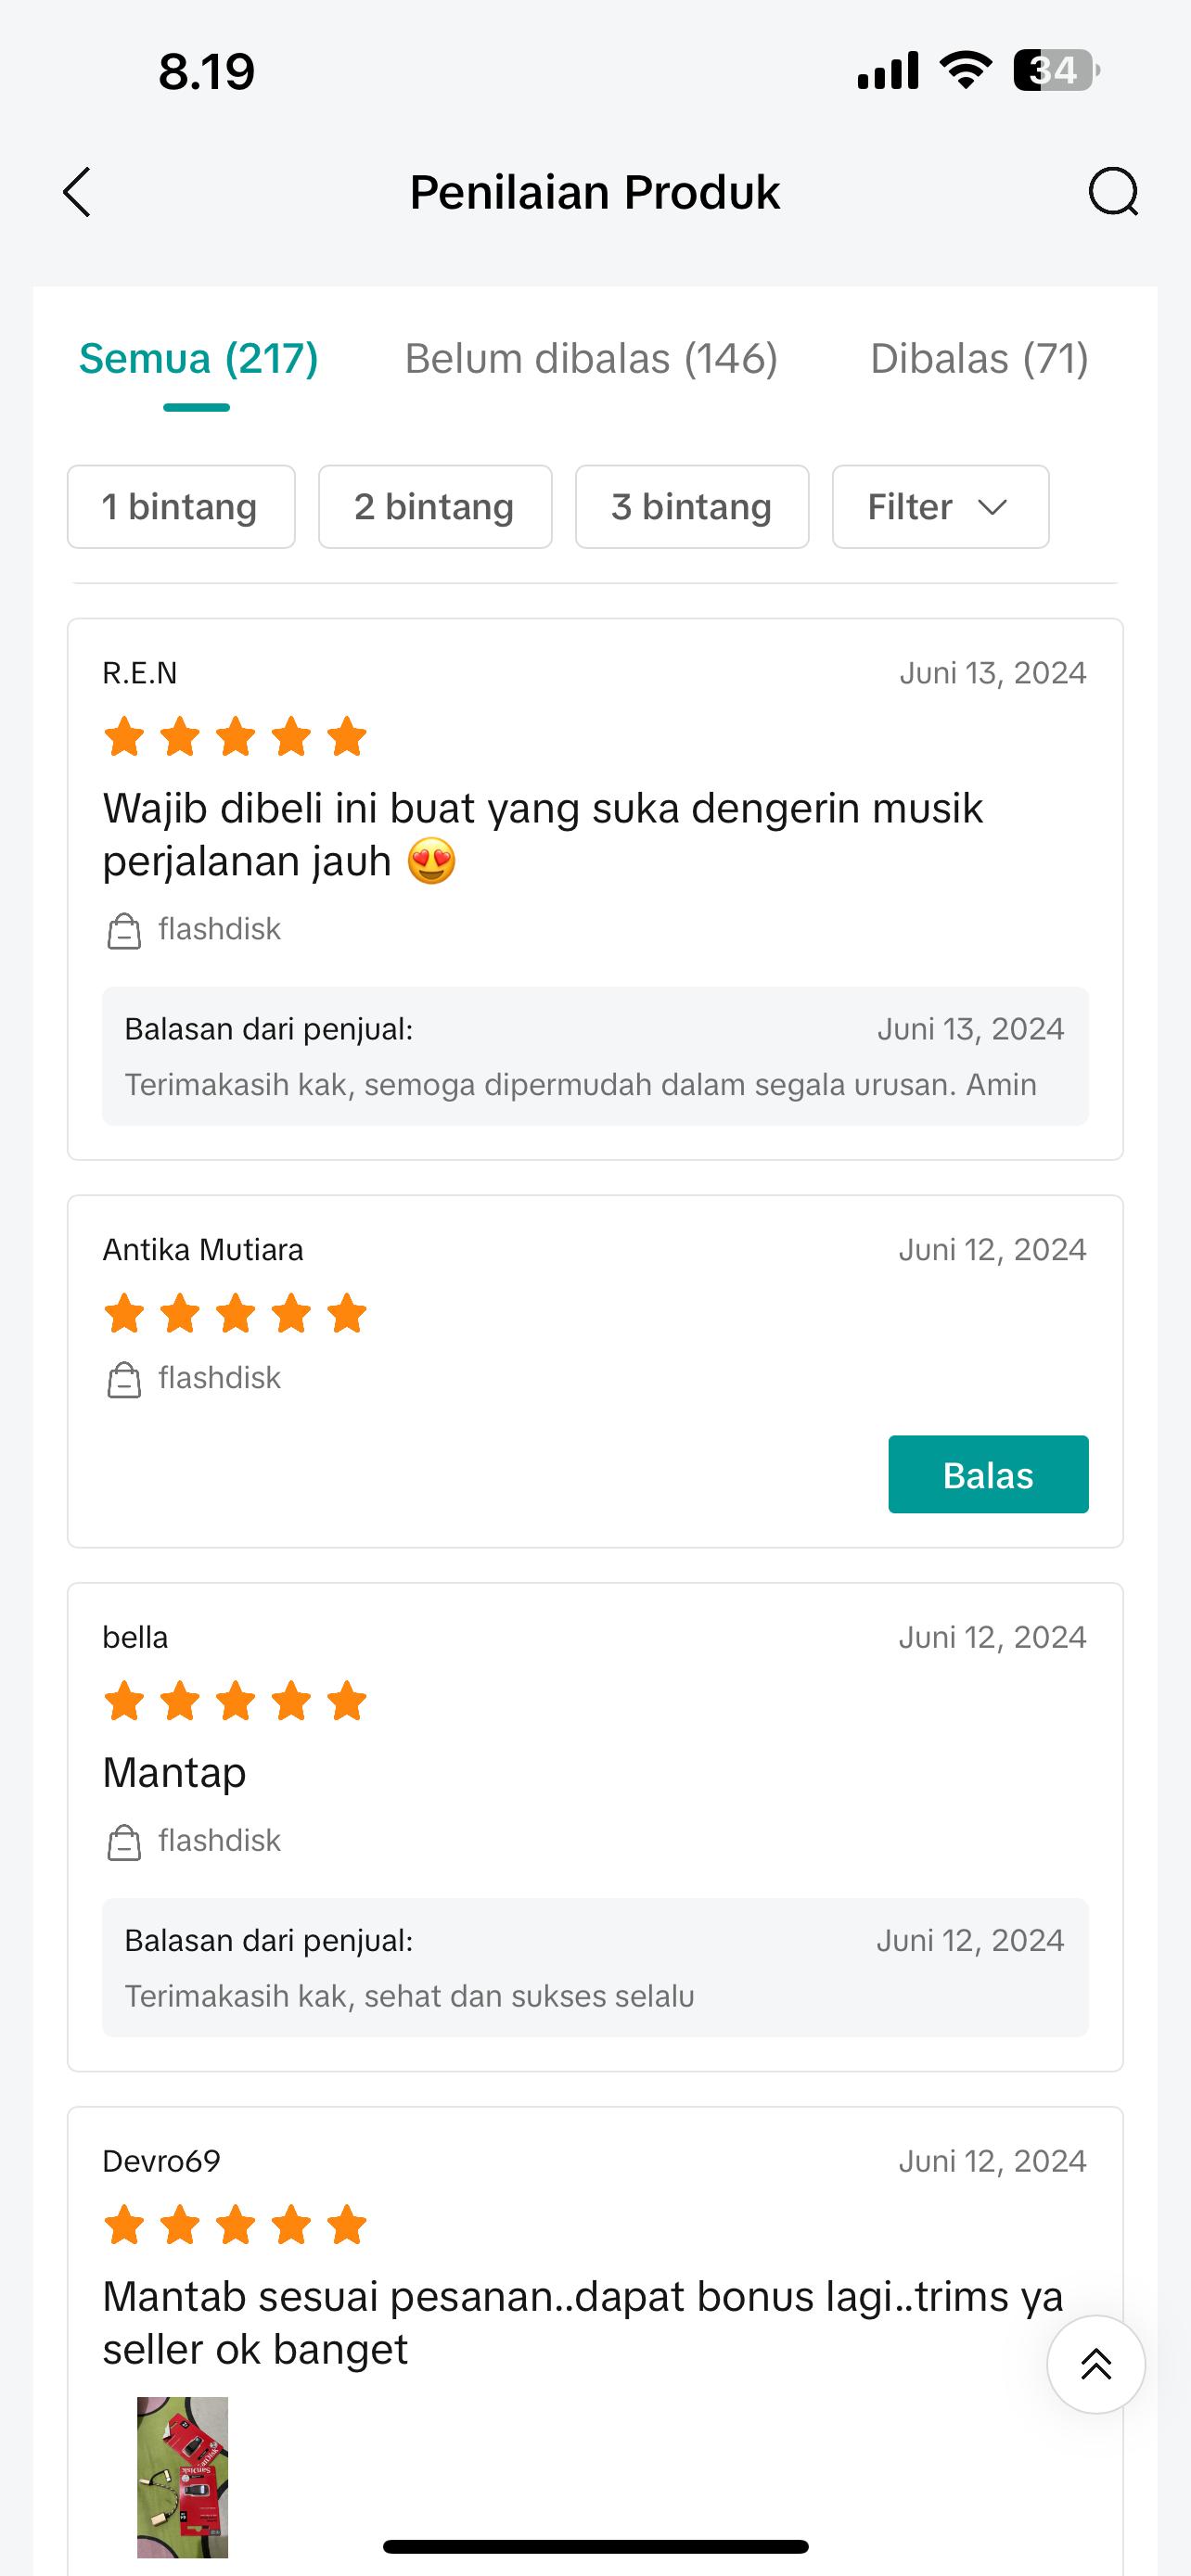 8.19
34
Penilaian Produk
Semua (217)
Belum dibalas (146)
Dibalas (71)
1 bintang
2 bintang
3 bintang
Filter
R.E.N
Juni 13, 2024
Wajib dibeli ini buat yang suka dengerin musik
perjalanan jauh 😍
flashdisk
Balasan dari penjual:
Juni 13, 2024
Terimakasih kak, semoga dipermudah dalam segala urusan. Amin
Antika Mutiara
Juni 12, 2024
flashdisk
Balas
bella
Juni 12, 2024
Mantap
flashdisk
Balasan dari penjual:
Juni 12, 2024
Terimakasih kak, sehat dan sukses selalu
Devro69
Juni 12, 2024
Mantab sesuai pesanan..dapat bonus lagi..trims ya
seller ok banget
SanDisk
SanDisk